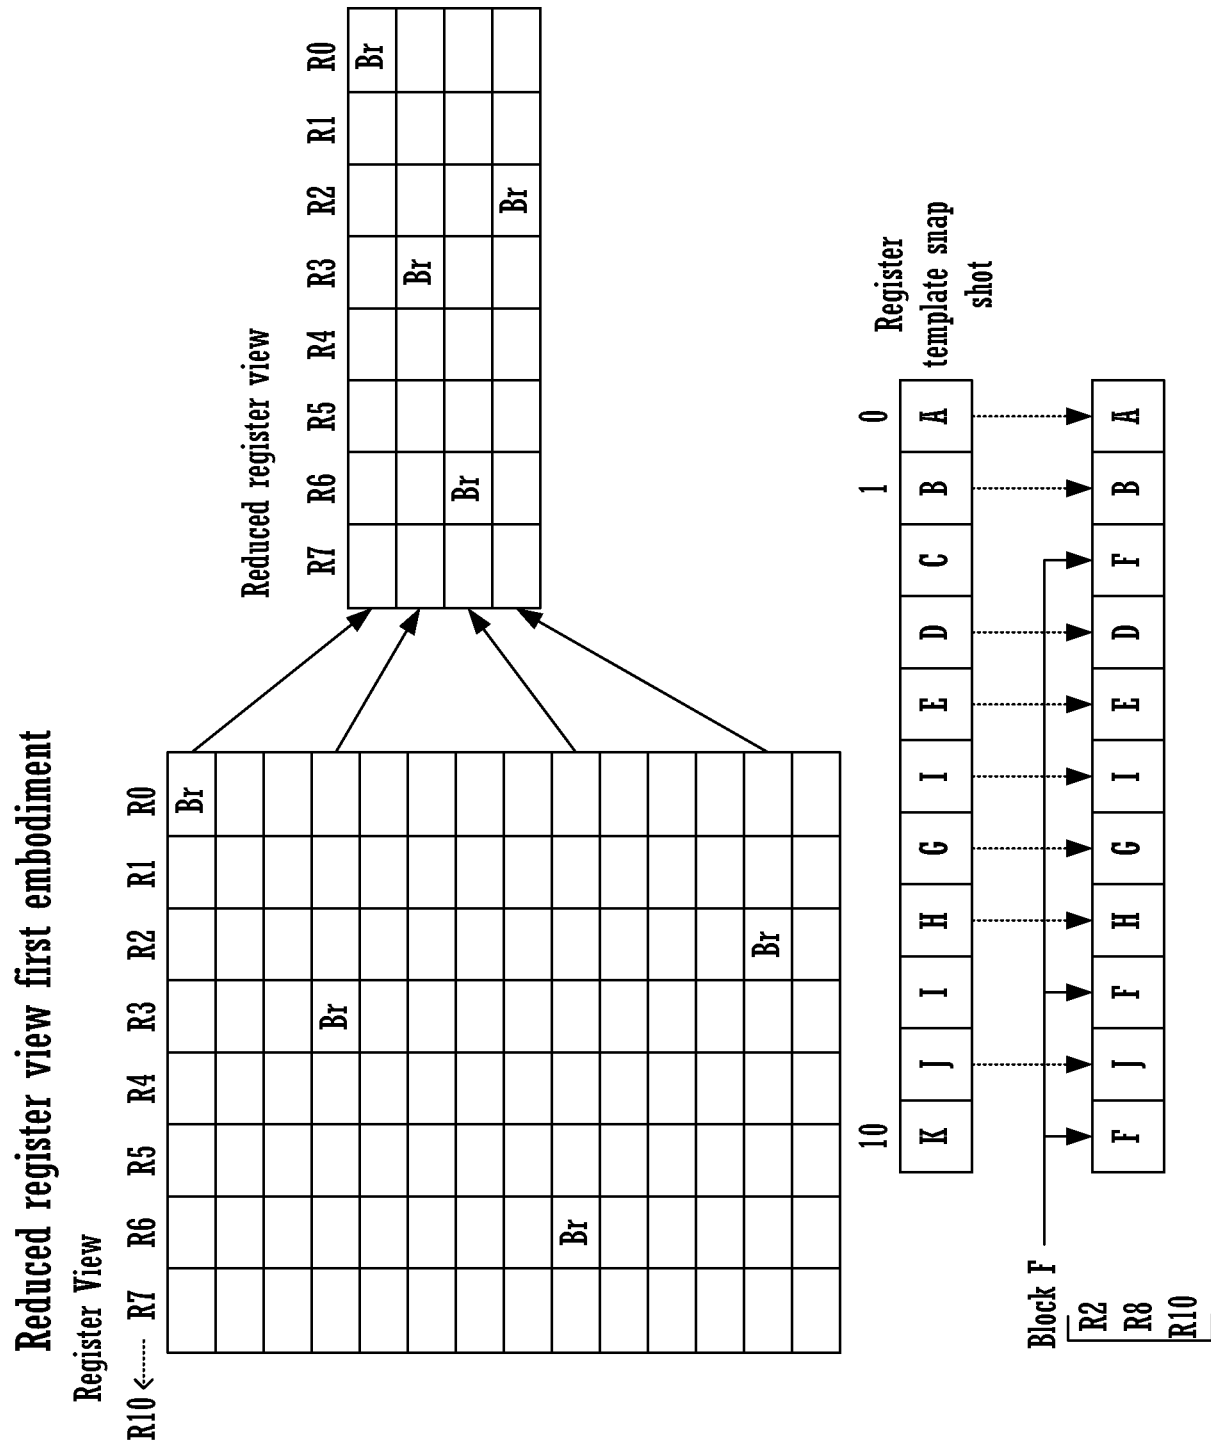 Reduced register view first embodiment
Register View
R10 R7 R6 R5 R4 R3 R2 R1 R0
Br
Br
Br
Br
Reduced register view
R7 R6 R5 R4 R3 R2 R1 R0
Br
Br
Br
Br
10 1 0
K J I H G I E D C B A
Register
template snap
shot
Block F
R2
R8
R10
F J F H G I E D F B A